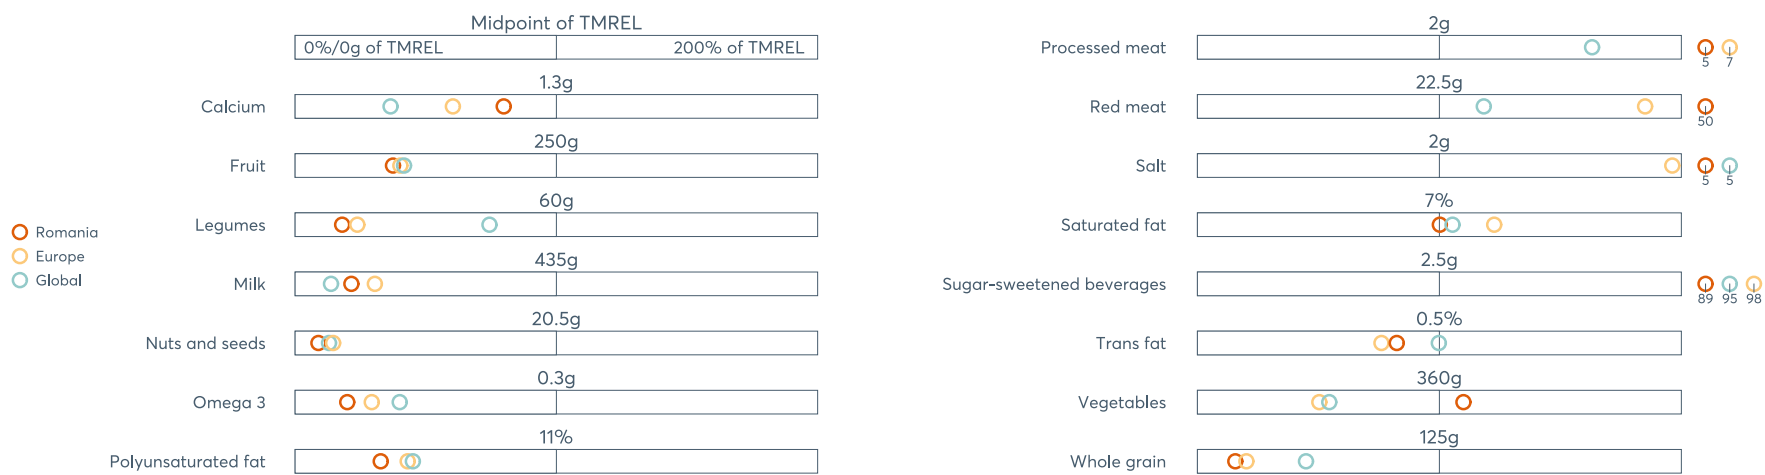 Midpoint of TMREL
0%/0g of TMREL 200% of TMREL
1.3g
Calcium
250g
Fruit
60g
Legumes
435g
Milk
20.5g
Nuts and seeds
0.3g
Omega 3
11%
Polyunsaturated fat
Romania
Europe
Global
2g
Processed meat
5 7
22.5g
Red meat
50
2g
Salt
5 5
7%
Saturated fat
2.5g
Sugar-sweetened beverages
89 95 98
0.5%
Trans fat
360g
Vegetables
125g
Whole grain